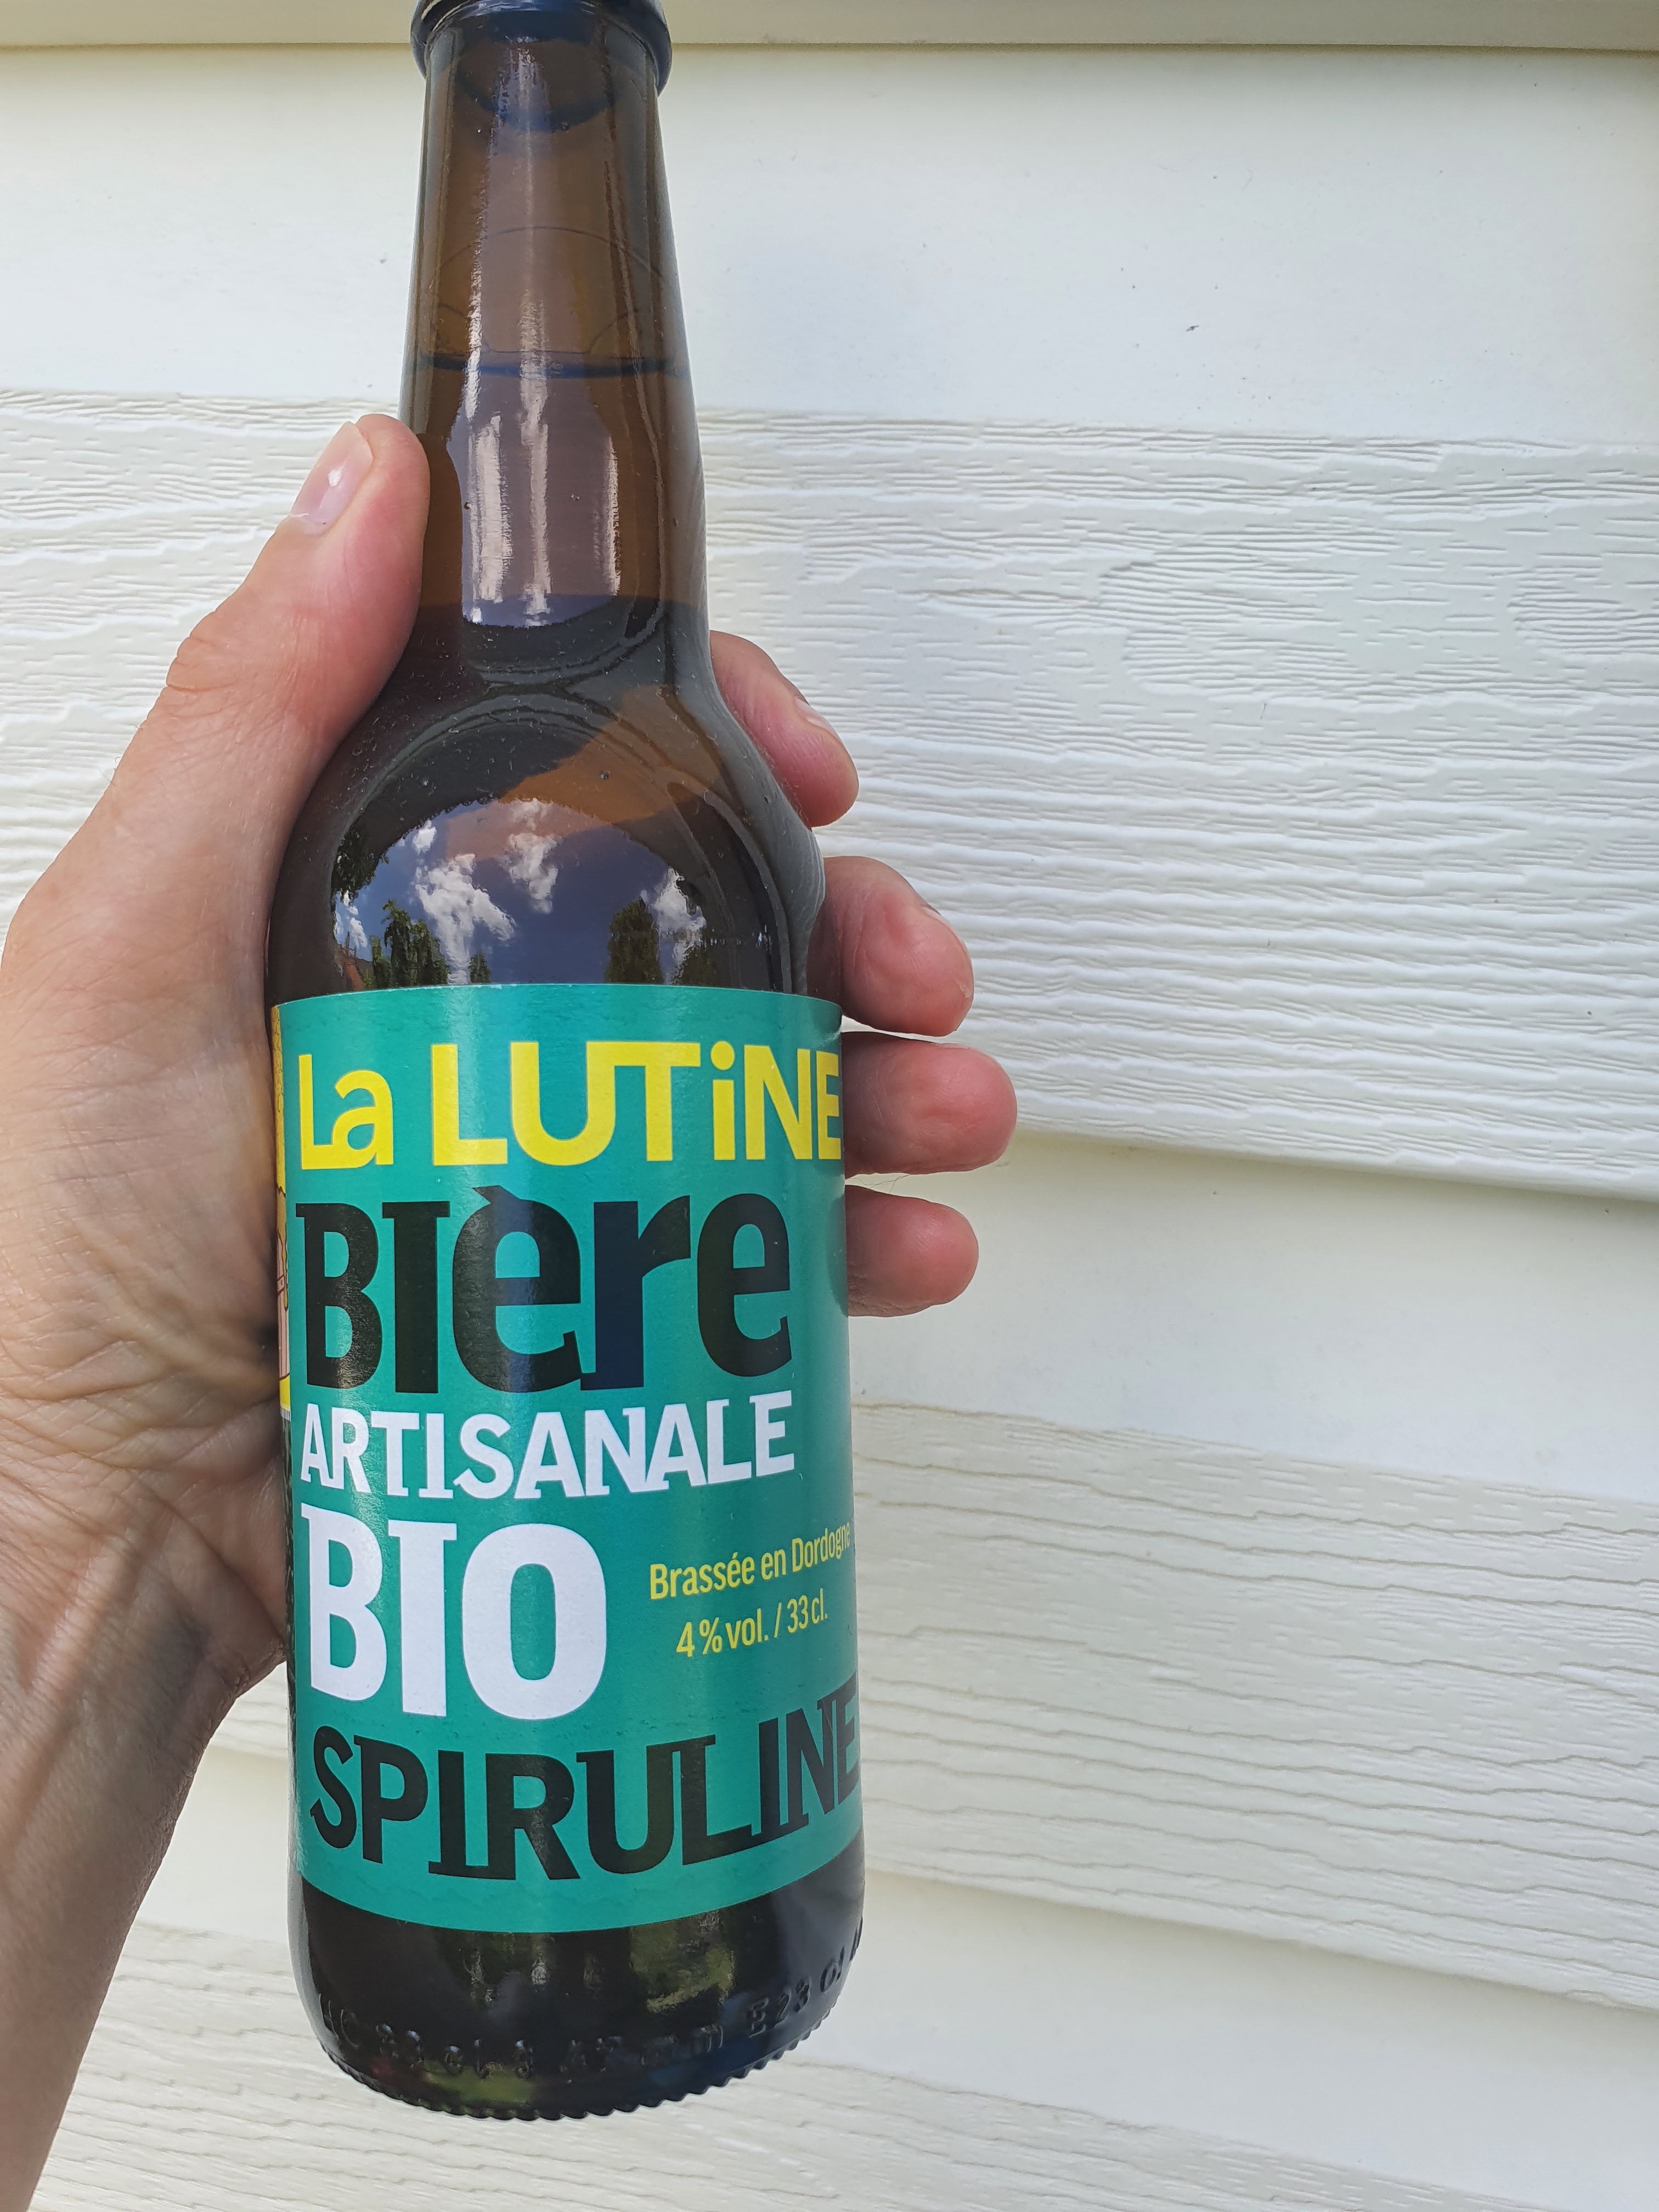 La LUTiNE
BIère
ARTISANALE
BIO
Brassée en Dordogne
4 % vol. / 33 cl.
SPIRULINE